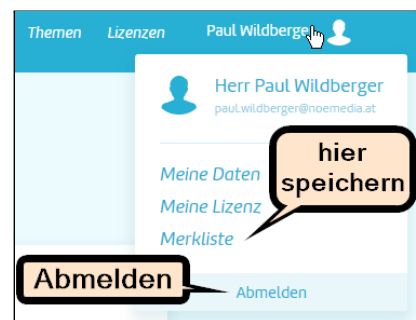 Themen Lizenzen Paul Wildberger
Herr Paul Wildberger
paul.wildberger@noemedia.at
hier
speichern
Meine Daten
Meine Lizenz
Merkliste
Abmelden
Abmelden